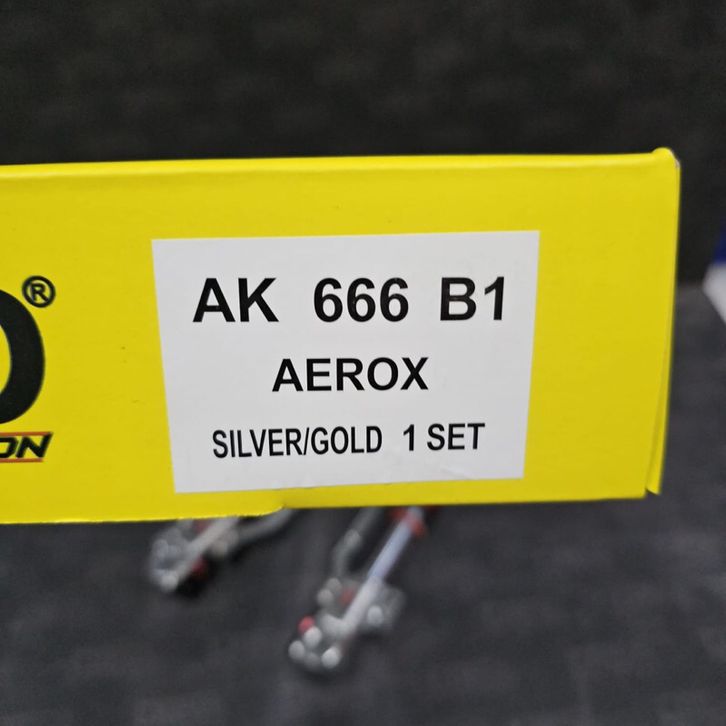 AK 666 B1
AEROX
SILVER/GOLD 1 SET
®